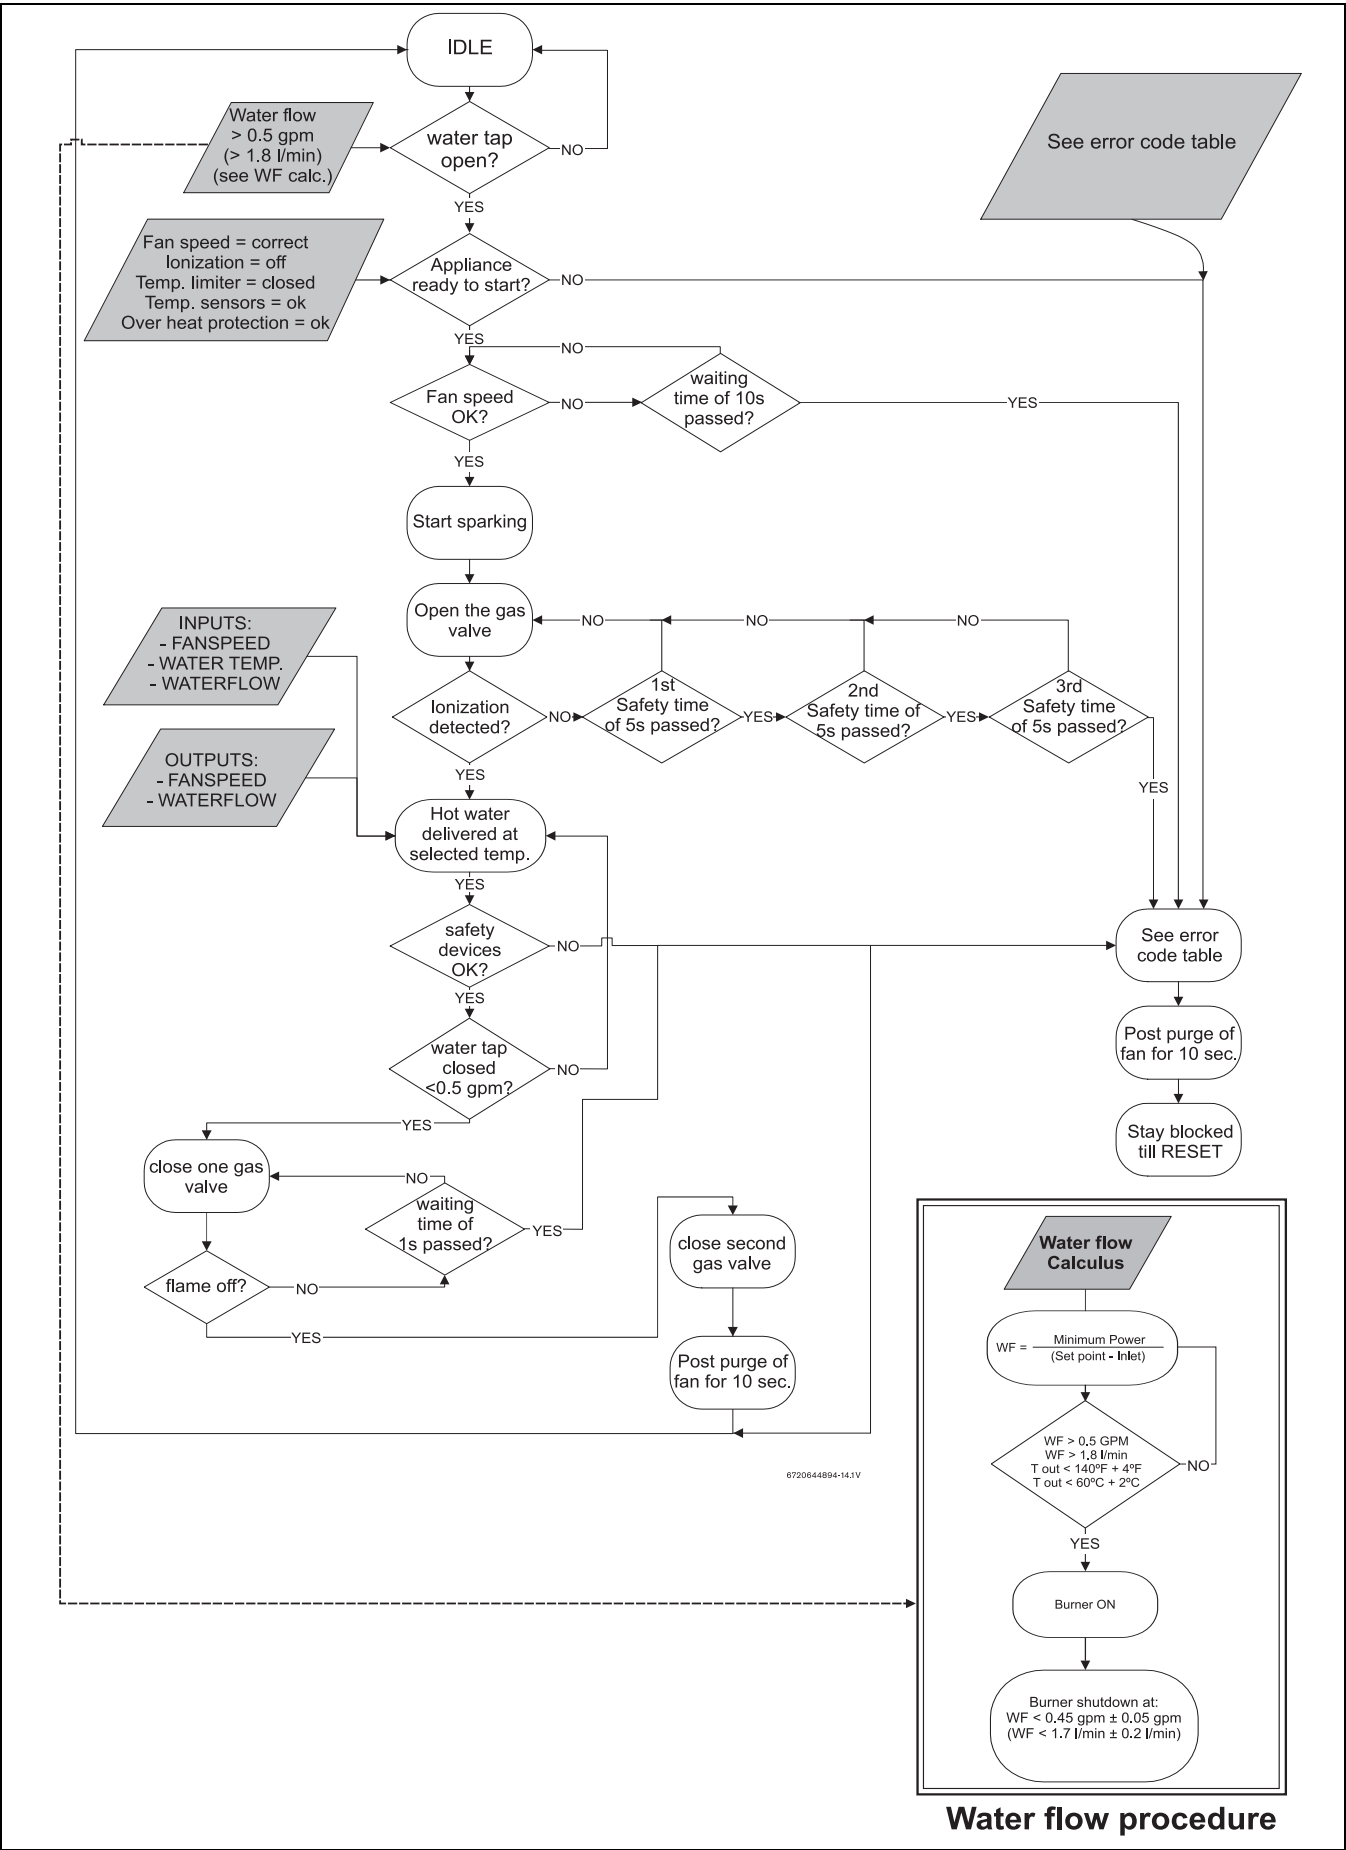 IDLE
Water flow
> 0.5 gpm
(> 1.8 l/min)
(see WF calc.)
water tap
open?
NO
See error code table
YES
Fan speed = correct
Ionization = off
Temp. limiter = closed
Temp. sensors = ok
Over heat protection = ok
Appliance
ready to start?
NO
YES
NO
Fan speed
OK?
NO
waiting
time of 10s
passed?
YES
YES
Start sparking
Open the gas
valve
NO
NO
NO
INPUTS:
- FANSPEED
- WATER TEMP.
- WATERFLOW
Ionization
detected?
NO
1st
Safety time
of 5s passed?
YES
2nd
Safety time of
5s passed?
YES
3rd
Safety time
of 5s passed?
YES
YES
OUTPUTS:
- FANSPEED
- WATERFLOW
Hot water
delivered at
selected temp.
YES
safety
devices
OK?
NO
See error
code table
YES
water tap
closed
<0.5 gpm?
NO
Post purge of
fan for 10 sec.
YES
Stay blocked
till RESET
close one gas
valve
NO
waiting
time of
1s passed?
YES
close second
gas valve
flame off?
NO
YES
Post purge of
fan for 10 sec.
6720644894-14.1V
Water flow
Calculus
WF = Minimum Power
(Set point - Inlet)
WF > 0.5 GPM
WF > 1.8 l/min
T out < 140ºF + 4ºF
T out < 60ºC + 2ºC
NO
YES
Burner ON
Burner shutdown at:
WF < 0.45 gpm ± 0.05 gpm
(WF < 1.7 l/min ± 0.2 l/min)
Water flow procedure